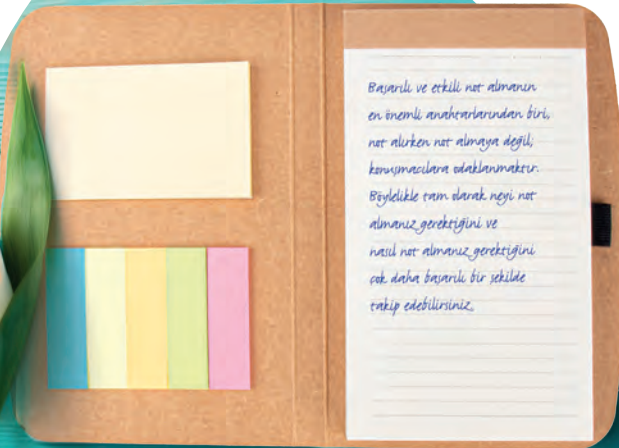 Başarılı ve etkili not almanın
en önemli anahtarlarından biri,
not alırken not almaya değil,
konuşmacılara odaklanmaktır.
Böylelikle tam olarak neyi not
almanız gerektiğini ve
nasıl not almanız gerektiğini
çok daha başarılı bir şekilde
takip edebilirsiniz.